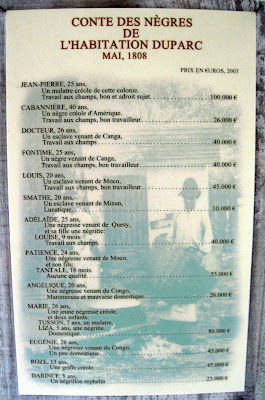 CONTE DES NÈGRES
DE
L'HABITATION DUPARC
MAI, 1808
PRIX EN €UROS, 2003
JEAN-PIERRE, 25 ans,
Un mulatre créole de cette colonie.
Travail aux champs, bon et adroit sujet 100,000 €
CABANNIÈRE, 40 ans,
Un nègre créole d'Amérique.
Travail aux champs, bon travailleur 26,000 €
DOCTEUR, 26 ans,
Un esclave venant de Canga,
Travail aux champs 40.000 €
FONTIME, 25 ans,
Un nègre venant de Canga,
Travail aux champs, bon travailleur 40.000 €
LOUIS, 20 ans,
Un esclave venant de Moco,
Travail aux champs, bon travailleur 45.000 €
SMATHE, 20 ans,
Un esclave venant de Minan,
Lunatique, 10.000 €
ADÉLAÏDE, 25 ans,
Une négresse venant de Quesy,
et sa fille une négritte:
LOUISE, 9 mois.
Travail aux champs 40.000 €
PATIENCE, 24 ans,
Une négresse venant de Moco,
et son fils:
TANTALE, 18 mois.
Aucune qualité. 35.000 €
ANGELIQUE, 20 ans,
Une négresse venant du Congo,
Marronneuse et mauvaise domestique 26.000 €
MARIE, 26 ans,
Une jeune négresse créole,
et deux enfants:
TUSSON, 7 ans, un mulatre,
LIZA, 5 ans, une négritte,
Domestique 80.000 €
EUGÉNIE, 26 ans,
Une négresse venant du Congo,
Un peu domestique 45.000 €
ROZE, 13 ans,
Une griffe créole 45.000 €
DARINCE, 8 ans,
Un négrillon orphelin 25.000 €